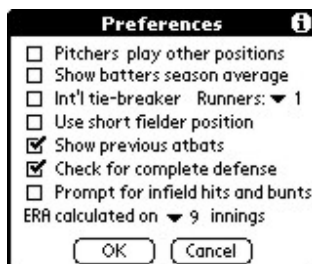 Preferences
Pitchers play other positions
Show batters season average
Int'l tie-breaker Runners: 1
Use short fielder position
Show previous atbats
Check for complete defense
Prompt for infield hits and bunts
ERA calculated on 9 innings
OK Cancel